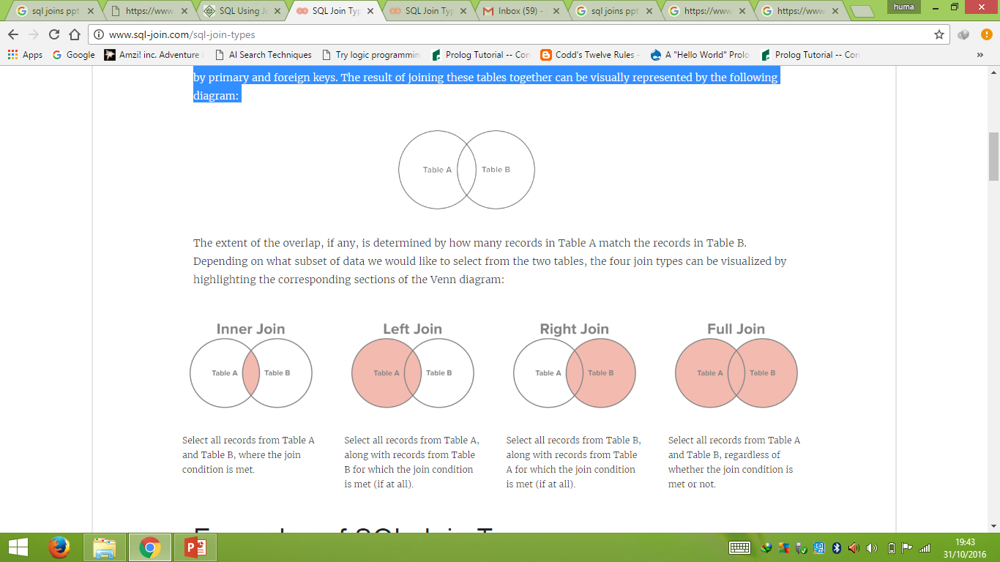 sql joins ppt
https://www
SQL Using Jo
SQL Join Typ
SQL Join Typ
Inbox (59) -
sql joins ppt
https://www
https://www
huma
www.sql-join.com/sql-join-types
Apps
Google
Amzi! inc. Adventure i
AI Search Techniques
Try logic programmin
Prolog Tutorial -- Con
Codd's Twelve Rules -
A "Hello World" Prolo
Prolog Tutorial -- Con
»
by primary and foreign keys. The result of joining these tables together can be visually represented by the following
diagram:
Table A
Table B
The extent of the overlap, if any, is determined by how many records in Table A match the records in Table B.
Depending on what subset of data we would like to select from the two tables, the four join types can be visualized by
highlighting the corresponding sections of the Venn diagram:
Inner Join
Table A
Table B
Select all records from Table A
and Table B, where the join
condition is met.
Left Join
Table A
Table B
Select all records from Table A,
along with records from Table
B for which the join condition
is met (if at all).
Right Join
Table A
Table B
Select all records from Table B,
along with records from Table
A for which the join condition
is met (if at all).
Full Join
Table A
Table B
Select all records from Table A
and Table B, regardless of
whether the join condition is
met or not.
19:43
31/10/2016